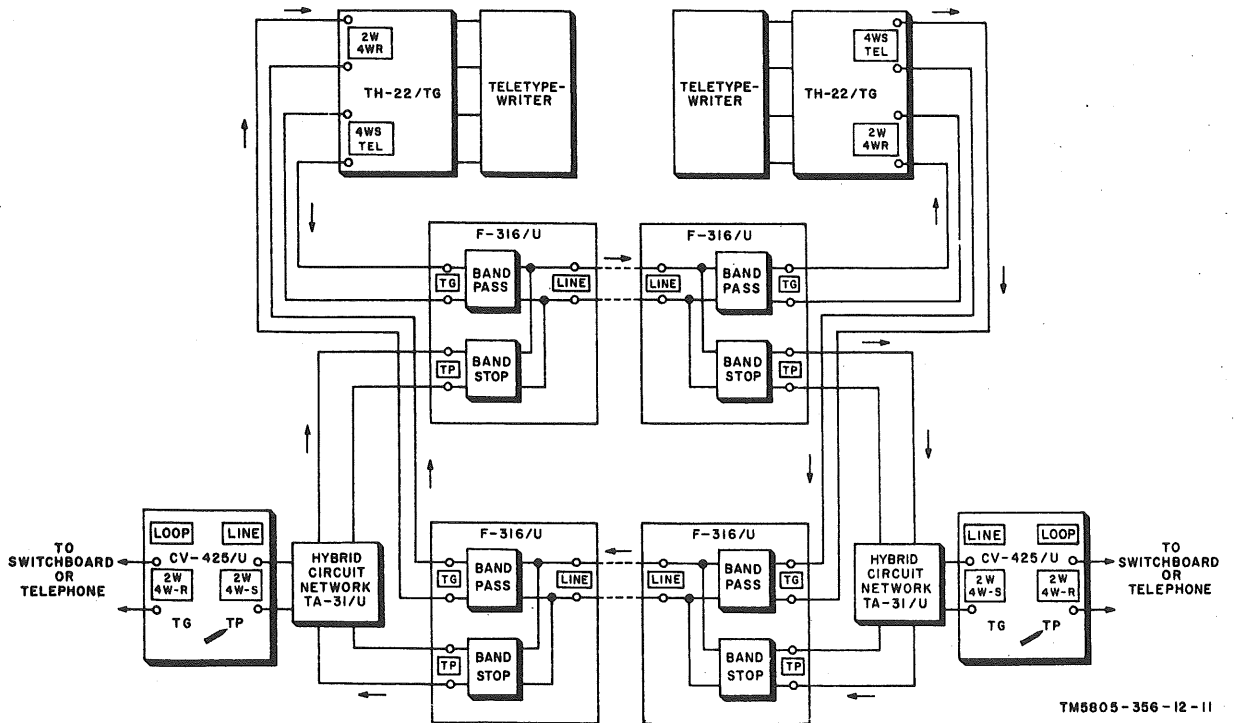 2W
4WR
TH-22/TG
4WS
TEL
TELETYPE-
WRITER
TELETYPE-
WRITER
4WS
TEL
TH-22/TG
2W
4WR
F-316/U
TG
BAND
PASS
LINE
TP
BAND
STOP
F-316/U
LINE
BAND
PASS
TG
BAND
STOP
TP
TO
SWITCHBOARD
OR
TELEPHONE
LOOP
LINE
CV-425/U
2W
4W-R
2W
4W-S
TG
TP
HYBRID
CIRCUIT
NETWORK
TA-31/U
F-316/U
TG
BAND
PASS
LINE
TP
BAND
STOP
F-316/U
LINE
BAND
PASS
TG
BAND
STOP
TP
HYBRID
CIRCUIT
NETWORK
TA-31/U
LINE
LOOP
CV-425/U
2W
4W-S
2W
4W-R
TG
TP
TO
SWITCHBOARD
OR
TELEPHONE
TM5805-356-12-11